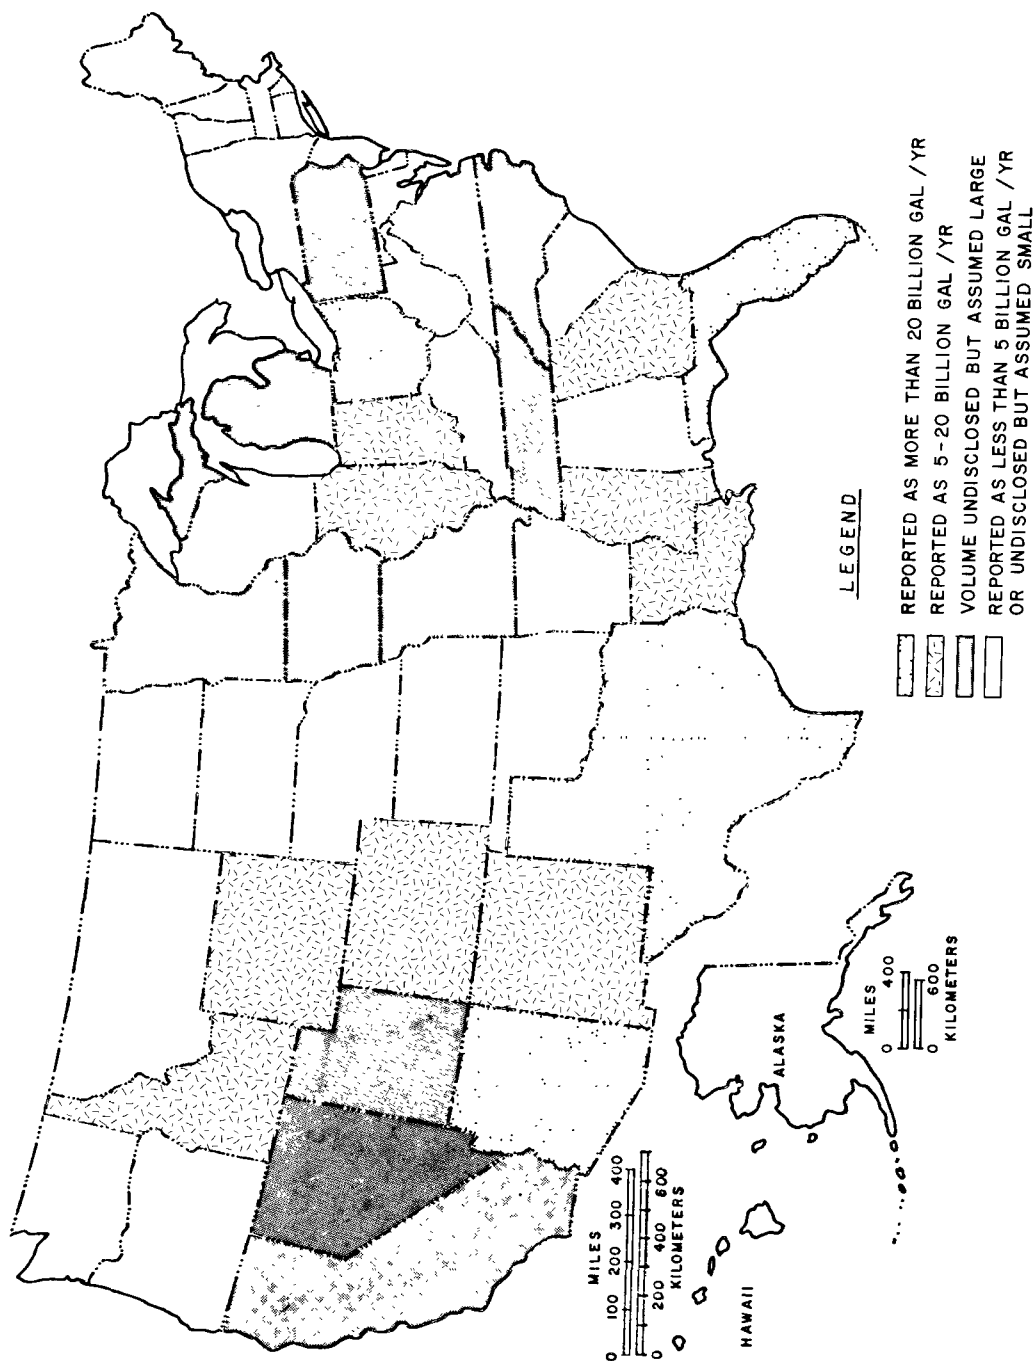 LEGEND
REPORTED AS MORE THAN 20 BILLION GAL /YR
REPORTED AS 5-20 BILLION GAL /YR
VOLUME UNDISCLOSED BUT ASSUMED LARGE
REPORTED AS LESS THAN 5 BILLION GAL /YR
OR UNDISCLOSED BUT ASSUMED SMALL
MILES
0 100 200 300 400
0 200 400 600
KILOMETERS
HAWAII
ALASKA
MILES
0 400
0 600
KILOMETERS